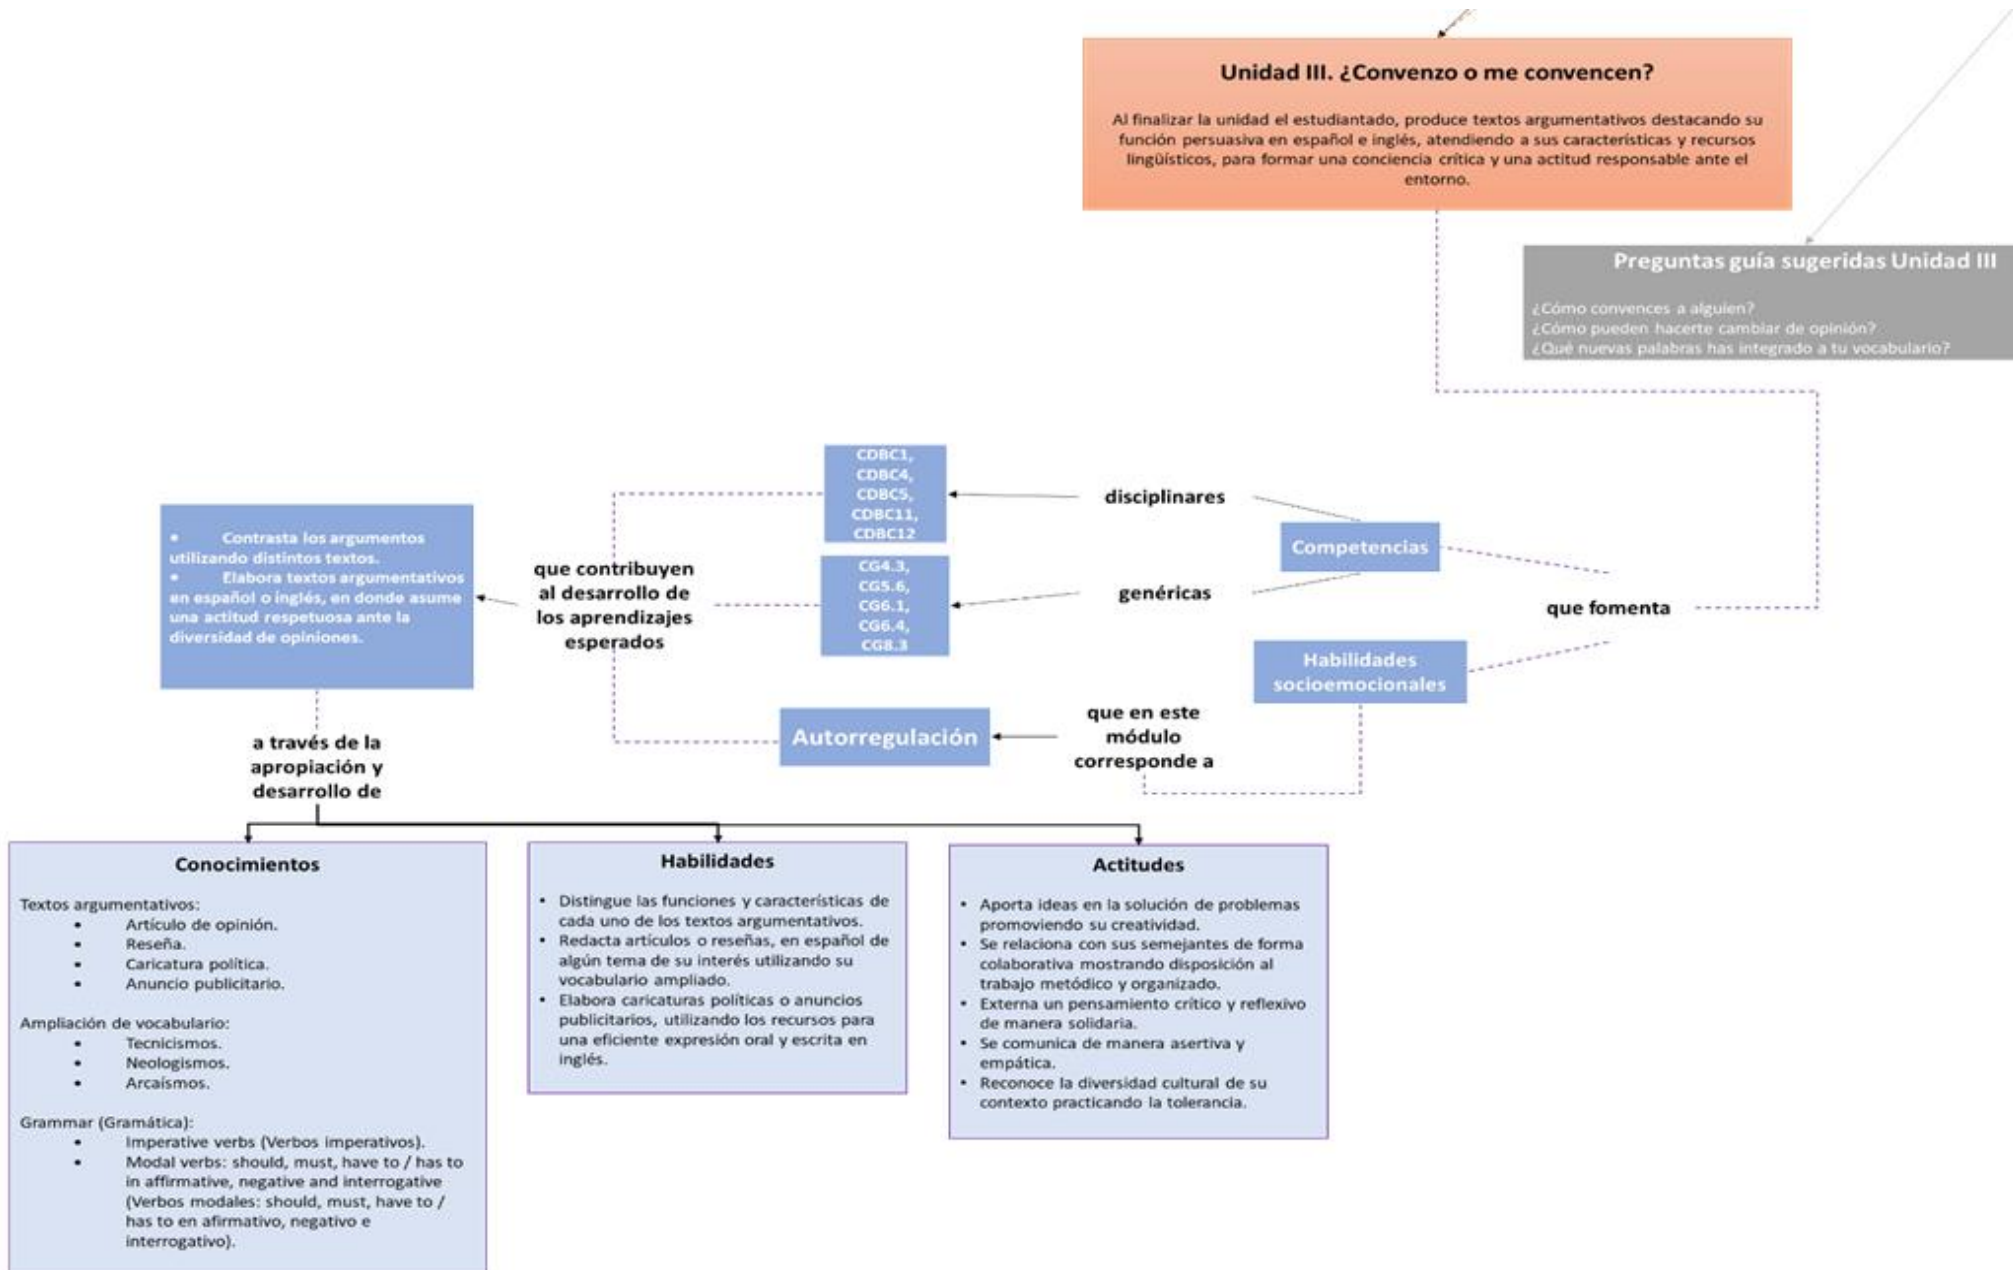 Unidad III. ¿Convenzo o me convencen?
Al finalizar la unidad el estudiantado, produce textos argumentativos destacando su
función persuasiva en español e inglés, atendiendo a sus características y recursos
lingüísticos, para formar una conciencia crítica y una actitud responsable ante el
entorno.
Preguntas guía sugeridas Unidad III
¿Cómo convences a alguien?
¿Cómo pueden hacerte cambiar de opinión?
¿Qué nuevas palabras has integrado a tu vocabulario?
que fomenta
Competencias
disciplinares
CDBC1,
CDBC4,
CDBC5,
CDBC11,
CDBC12
genéricas
CG4.3,
CG5.6,
CG6.1,
CG6.4,
CG8.3
Habilidades
socioemocionales
que en este
módulo
corresponde a
Autorregulación
que contribuyen
al desarrollo de
los aprendizajes
esperados
• Contrasta los argumentos
utilizando distintos textos.
• Elabora textos argumentativos
en español o inglés, en donde asume
una actitud respetuosa ante la
diversidad de opiniones.
a través de la
apropiación y
desarrollo de
Conocimientos
Textos argumentativos:
• Artículo de opinión.
• Reseña.
• Caricatura política.
• Anuncio publicitario.
Ampliación de vocabulario:
• Tecnicismos.
• Neologismos.
• Arcaísmos.
Grammar (Gramática):
• Imperative verbs (Verbos imperativos).
• Modal verbs: should, must, have to / has to
in affirmative, negative and interrogative
(Verbos modales: should, must, have to /
has to en afirmativo, negativo e
interrogativo).
Habilidades
• Distingue las funciones y características de
cada uno de los textos argumentativos.
• Redacta artículos o reseñas, en español de
algún tema de su interés utilizando su
vocabulario ampliado.
• Elabora caricaturas políticas o anuncios
publicitarios, utilizando los recursos para
una eficiente expresión oral y escrita en
inglés.
Actitudes
• Aporta ideas en la solución de problemas
promoviendo su creatividad.
• Se relaciona con sus semejantes de forma
colaborativa mostrando disposición al
trabajo metódico y organizado.
• Externa un pensamiento crítico y reflexivo
de manera solidaria.
• Se comunica de manera asertiva y
empática.
• Reconoce la diversidad cultural de su
contexto practicando la tolerancia.